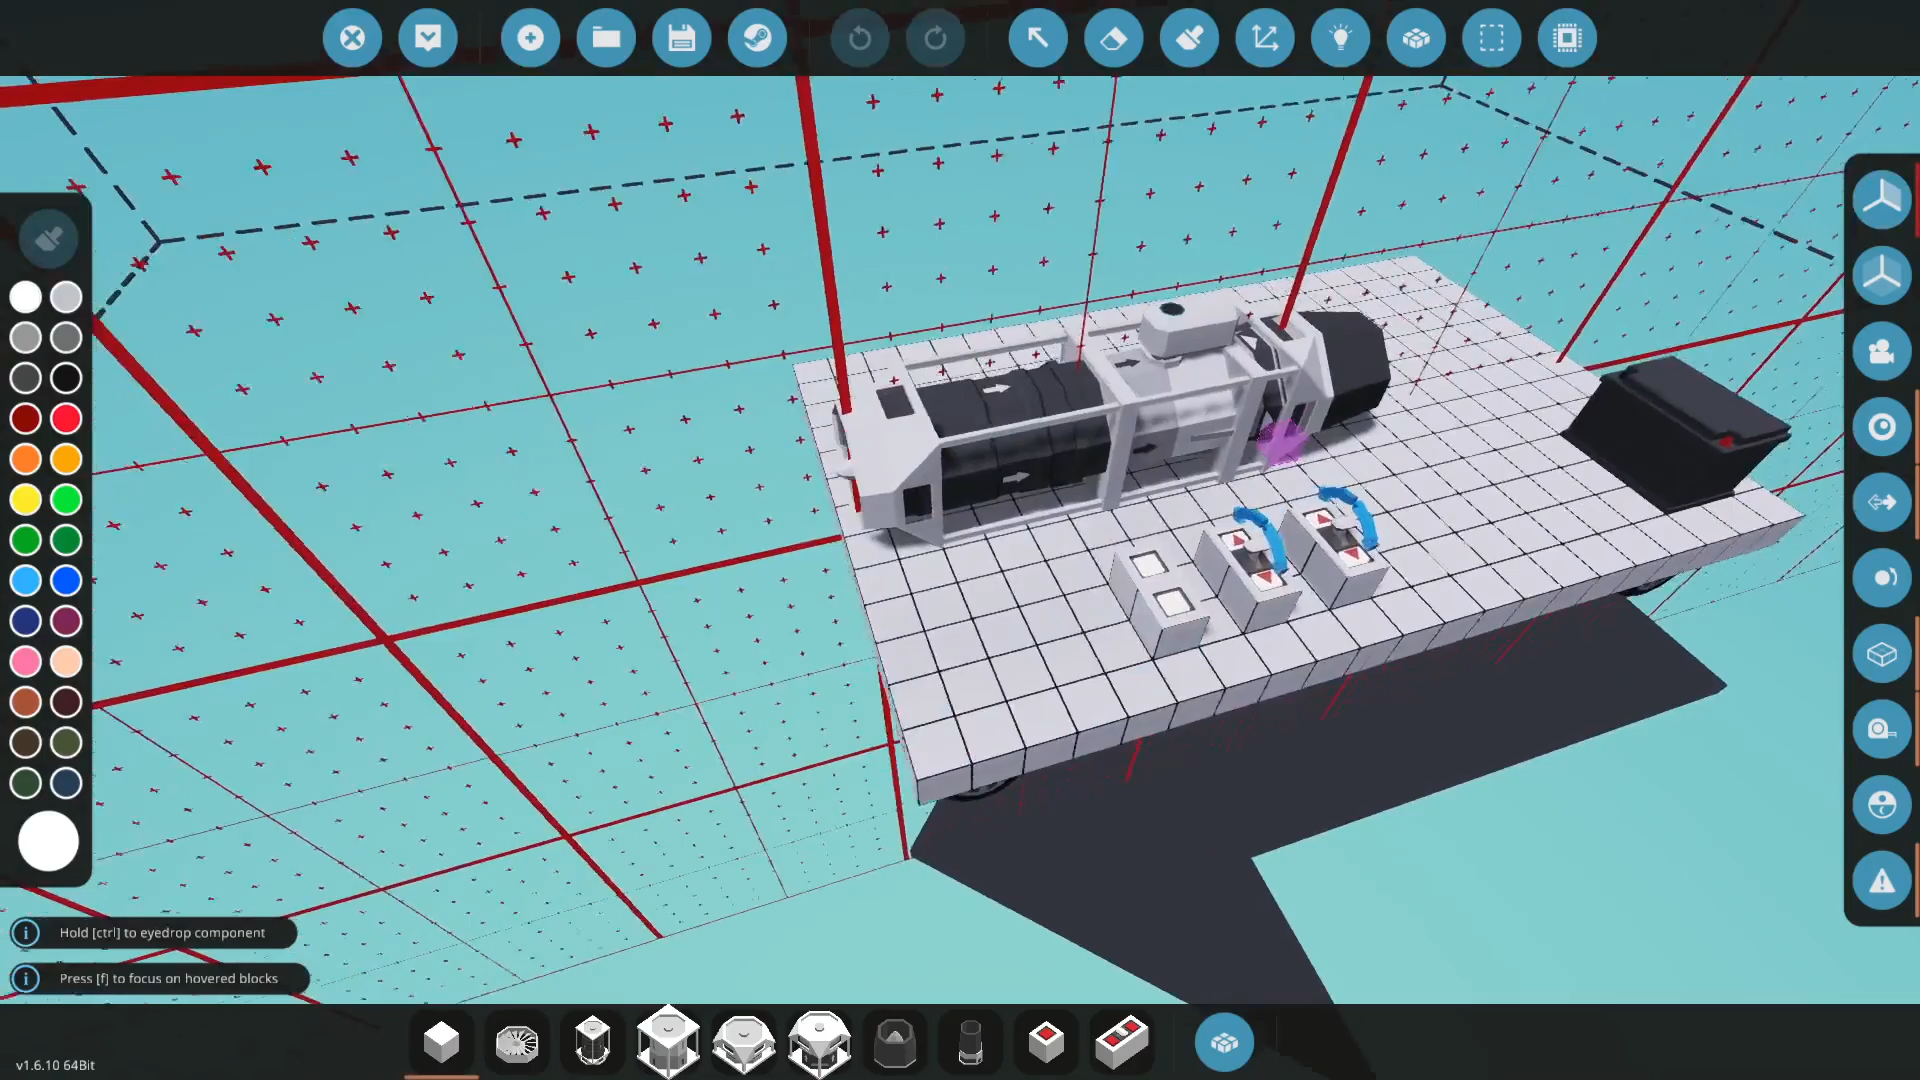 Hold [ctrl] to eyedrop component
Press [f] to focus on hovered blocks
v1.6.10 64Bit